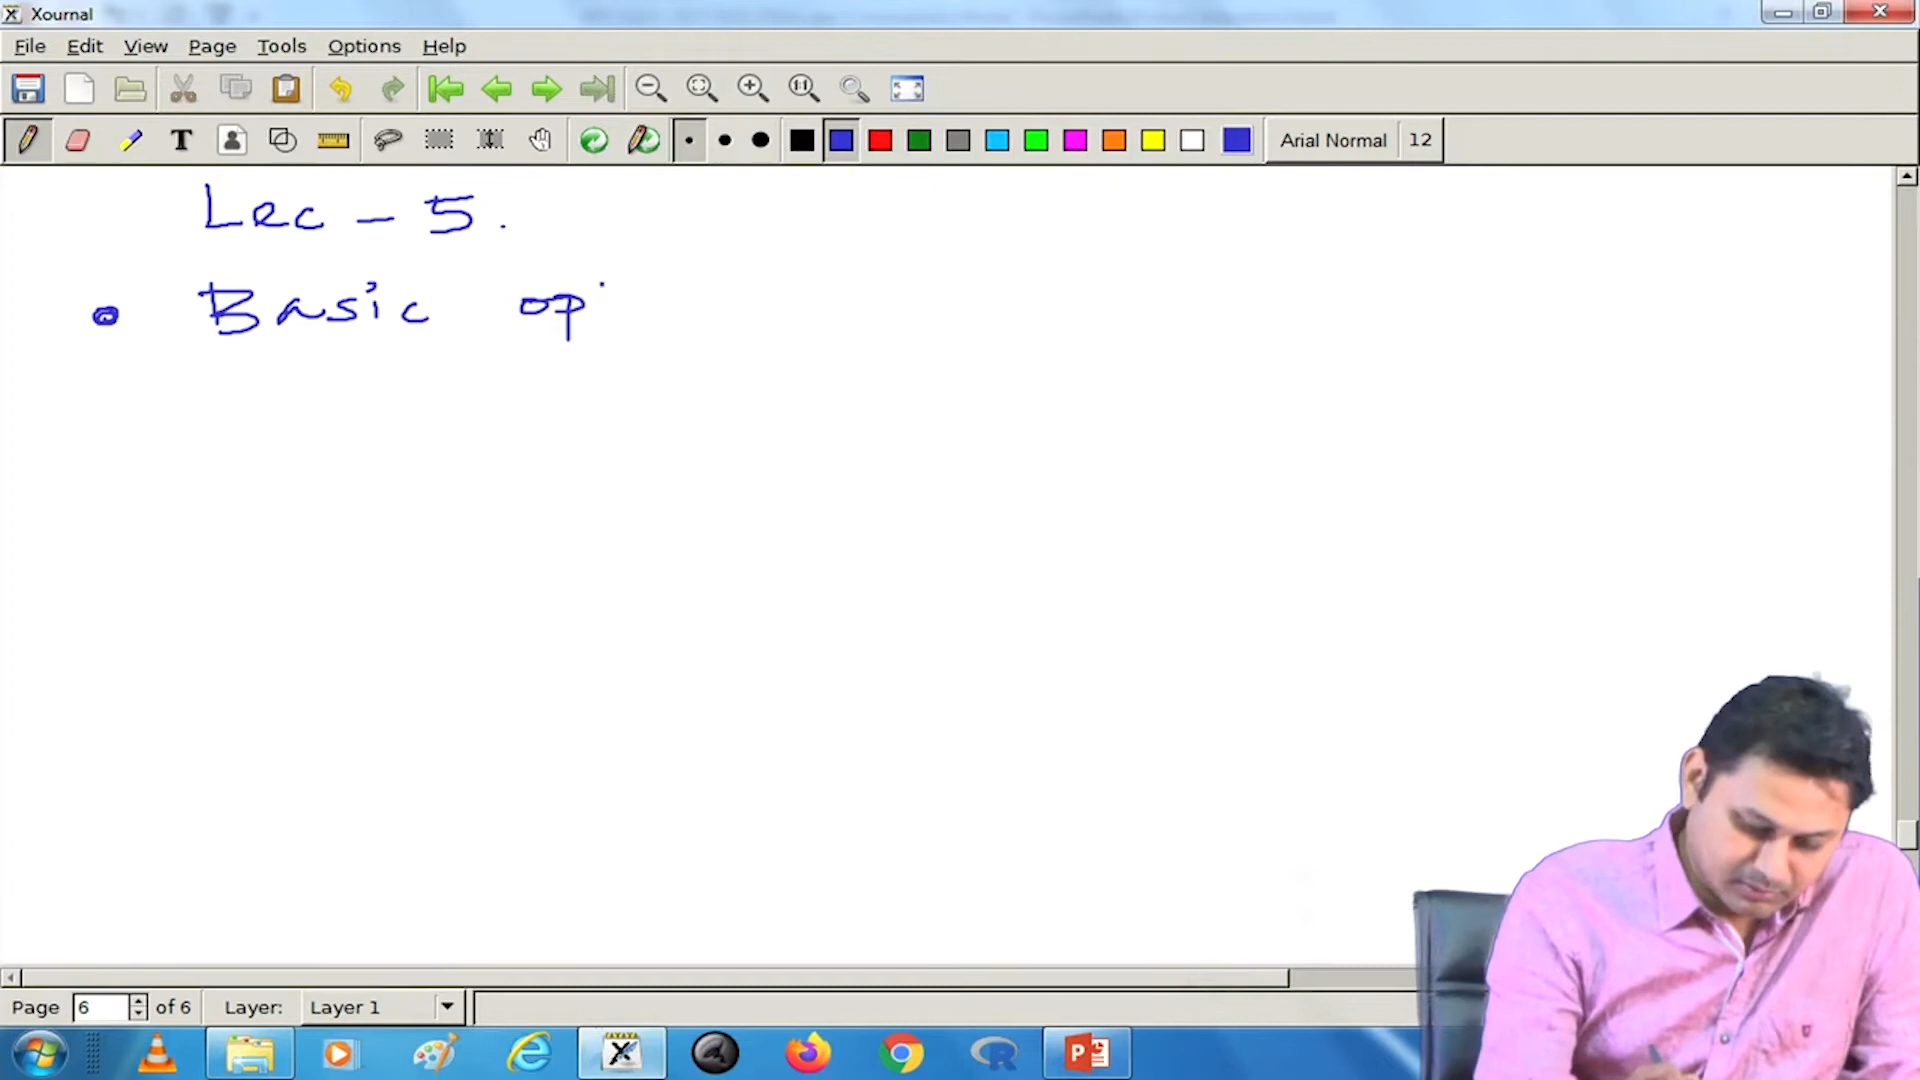 Xournal
File Edit View Page Tools Options Help
T Arial Normal 12
Lec - 5.
• Basic op
Page 6 of 6 Layer: Layer 1